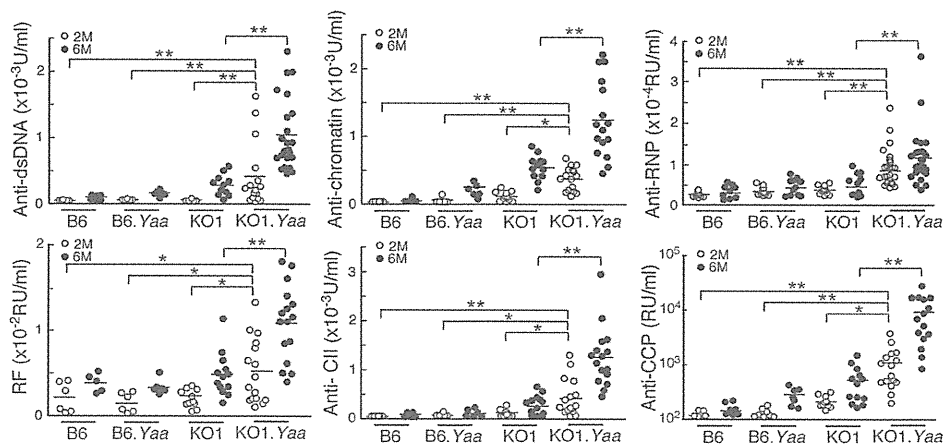 Anti-dsDNA (x10⁻³U/ml)
2M
6M
**
**
**
**
2
1
0
B6 B6.Yaa KO1 KO1.Yaa
Anti-chromatin (x10⁻³U/ml)
2M
6M
**
**
**
*
2
1
0
B6 B6.Yaa KO1 KO1.Yaa
Anti-RNP (x10⁻⁴RU/ml)
2M
6M
**
**
**
**
4
3
2
1
0
B6 B6.Yaa KO1 KO1.Yaa
RF (x10⁻²RU/ml)
2M
6M
**
*
*
*
2
1
0
B6 B6.Yaa KO1 KO1.Yaa
Anti- CII (x10⁻³U/ml)
2M
6M
**
**
*
*
3
2
1
0
B6 B6.Yaa KO1 KO1.Yaa
Anti-CCP (RU/ml)
2M
6M
**
**
**
*
10⁵
10⁴
10³
10²
B6 B6.Yaa KO1 KO1.Yaa